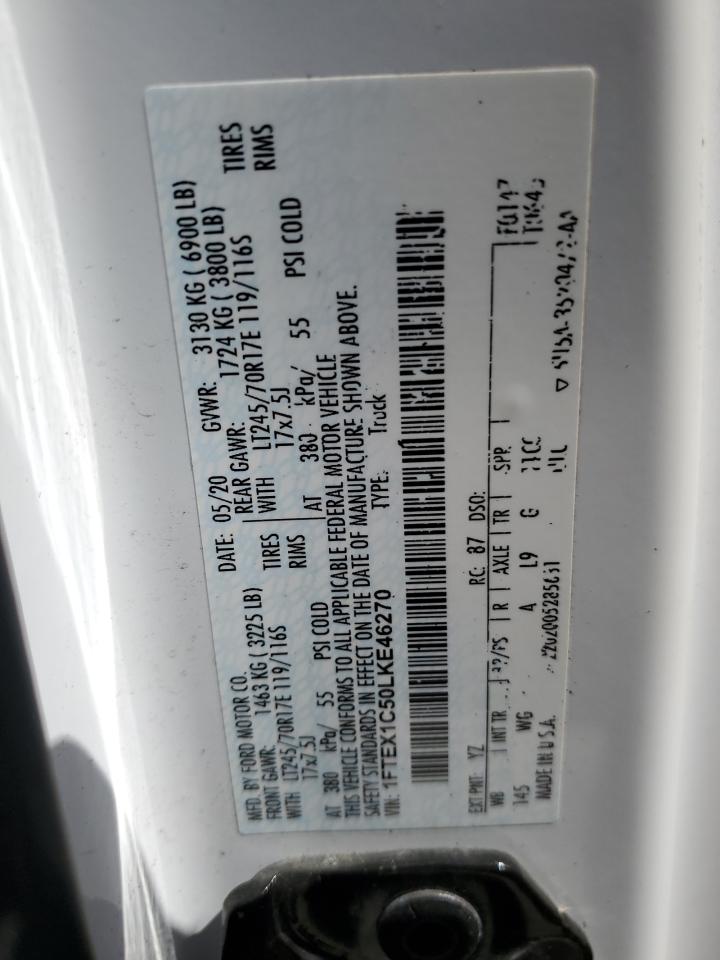 MFD. BY FORD MOTOR CO.
DATE: 05/20 GVWR: 3130 KG ( 6900 LB)
FRONT GAWR: 1463 KG ( 3225 LB)
REAR GAWR: 1724 KG ( 3800 LB)
WITH LT245/70R17E 119/116S TIRES
WITH LT245/70R17E 119/116S TIRES
17x7.5J RIMS
17x7.5J RIMS
AT 380 kPa/ 55 PSI COLD
AT 380 kPa/ 55 PSI COLD
THIS VEHICLE CONFORMS TO ALL APPLICABLE FEDERAL MOTOR VEHICLE
SAFETY STANDARDS IN EFFECT ON THE DATE OF MANUFACTURE SHOWN ABOVE.
VIN: 1FTEX1C50LKE46270 TYPE: Truck
EXT PNT: YZ RC: 87 DSO:
WB INT TR R AXLE TR SPR
145 WG A L9 G
MADE IN U.S.A.